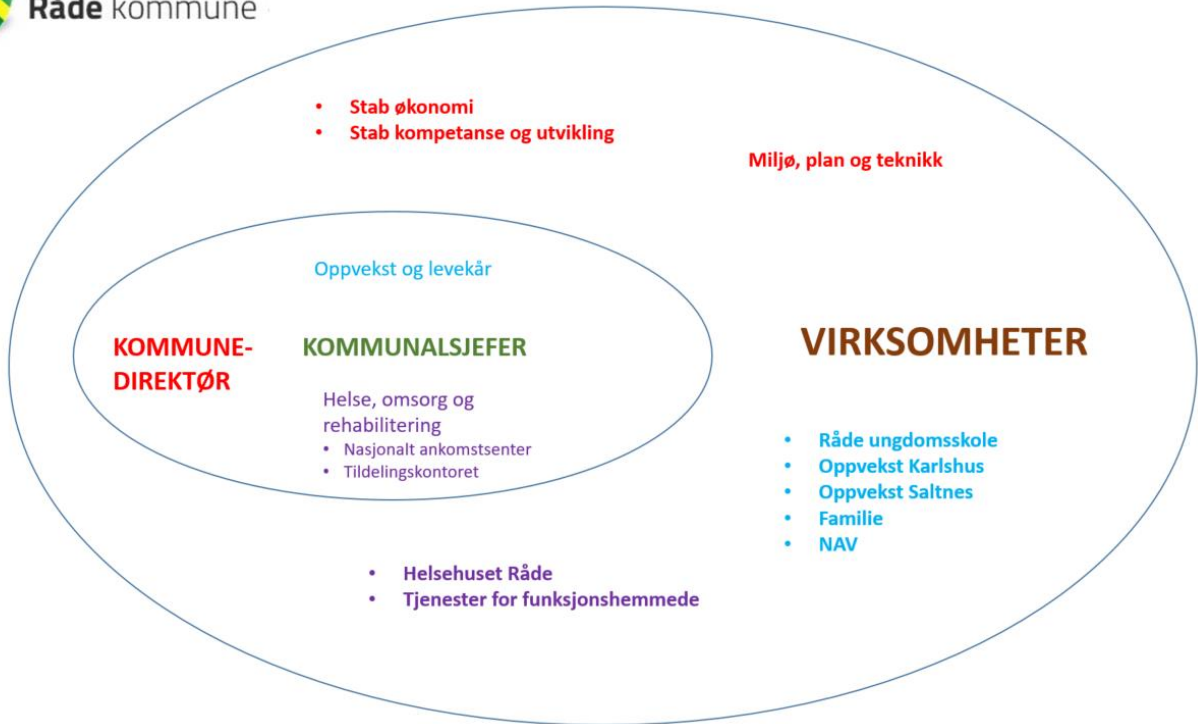 Råde kommune
• Stab økonomi
• Stab kompetanse og utvikling
Miljø, plan og teknikk
Oppvekst og levekår
KOMMUNE-
DIREKTØR
KOMMUNALSJEFER
VIRKSOMHETER
Helse, omsorg og
rehabilitering
• Nasjonalt ankomstsenter
• Tildelingskontoret
• Råde ungdomsskole
• Oppvekst Karlshus
• Oppvekst Saltnes
• Familie
• NAV
• Helsehuset Råde
• Tjenester for funksjonshemmede